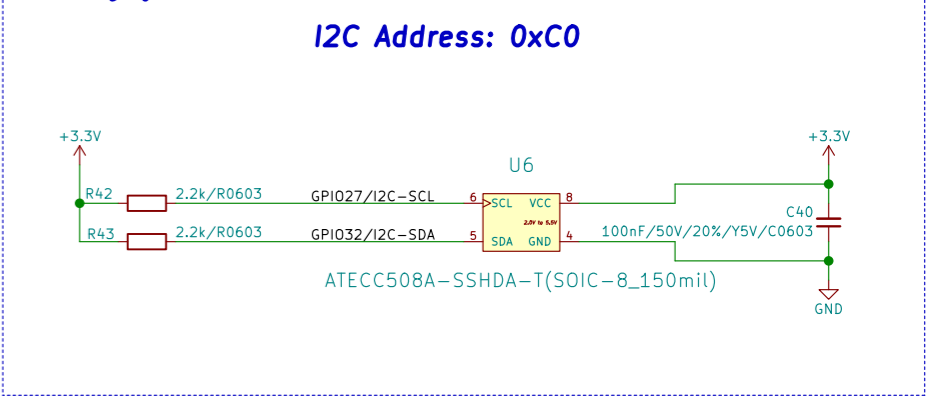 I2C Address: 0xC0
+3.3V
+3.3V
U6
R42 2.2k/R0603 GPIO27/I2C-SCL 6 SCL VCC 8
2.0V to 5.5V
C40
R43 2.2k/R0603 GPIO32/I2C-SDA 5 SDA GND 4 100nF/50V/20%/Y5V/C0603
ATECC508A-SSHDA-T(SOIC-8_150mil)
GND